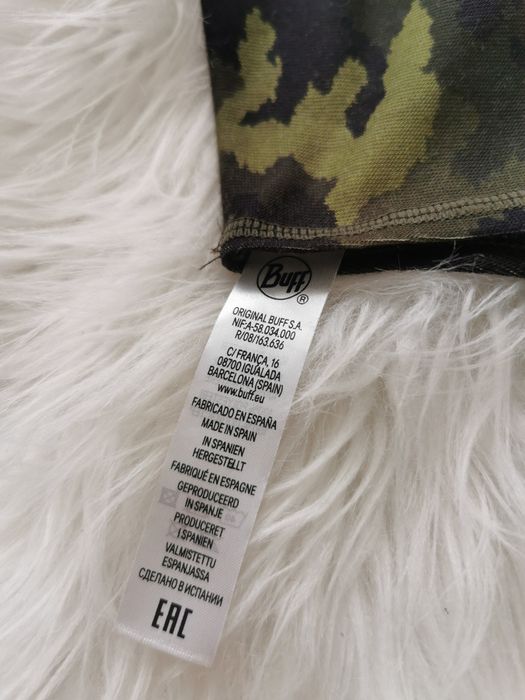 Buff
®
ORIGINAL BUFF S.A.
NIF:A-58.034.000
R/08/163.636
C/ FRANÇA, 16
08700 IGUALADA
BARCELONA (SPAIN)
www.buff.eu
FABRICADO EN ESPAÑA
MADE IN SPAIN
IN SPANIEN
HERGESTELLT
FABRIQUÉ EN ESPAGNE
GEPRODUCEERD
IN SPANJE
PRODUCERET
I SPANIEN
VALMISTETTU
ESPANJASSA
СДЕЛАНО В ИСПАНИИ
EAC